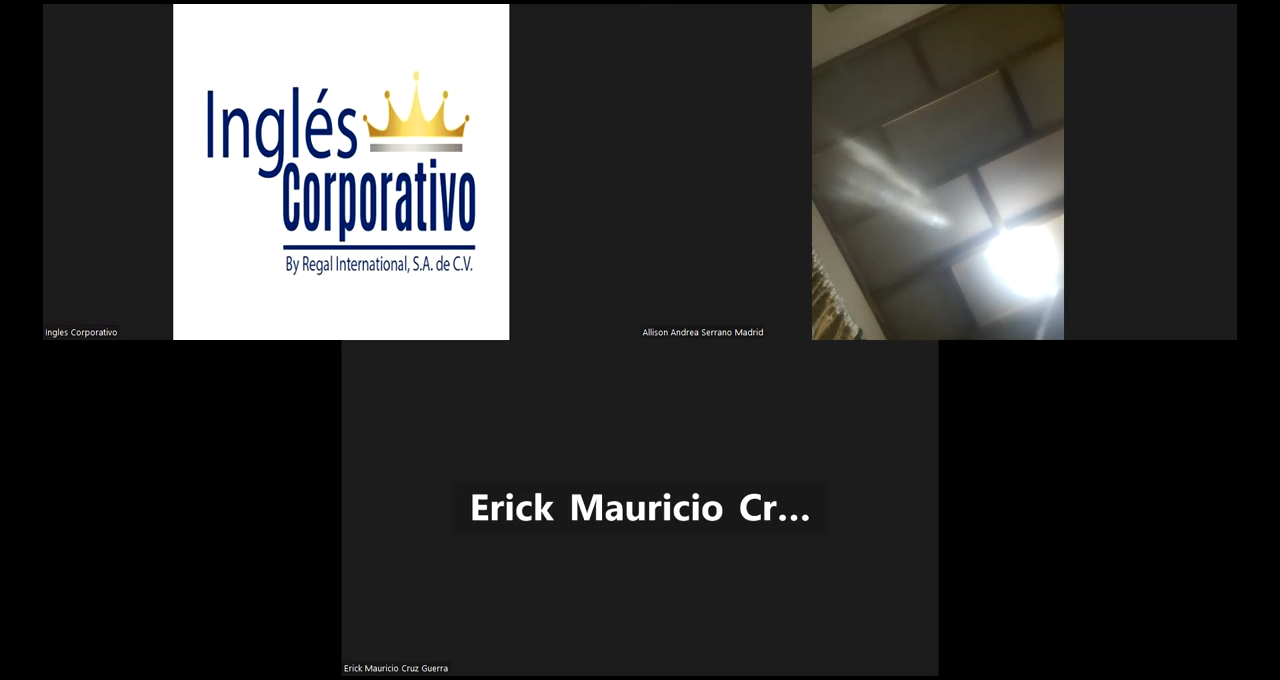 Inglés
Corporativo
By Regal International, S.A. de C.V.
Ingles Corporativo
Allison Andrea Serrano Madrid
Erick Mauricio Cr...
Erick Mauricio Cruz Guerra